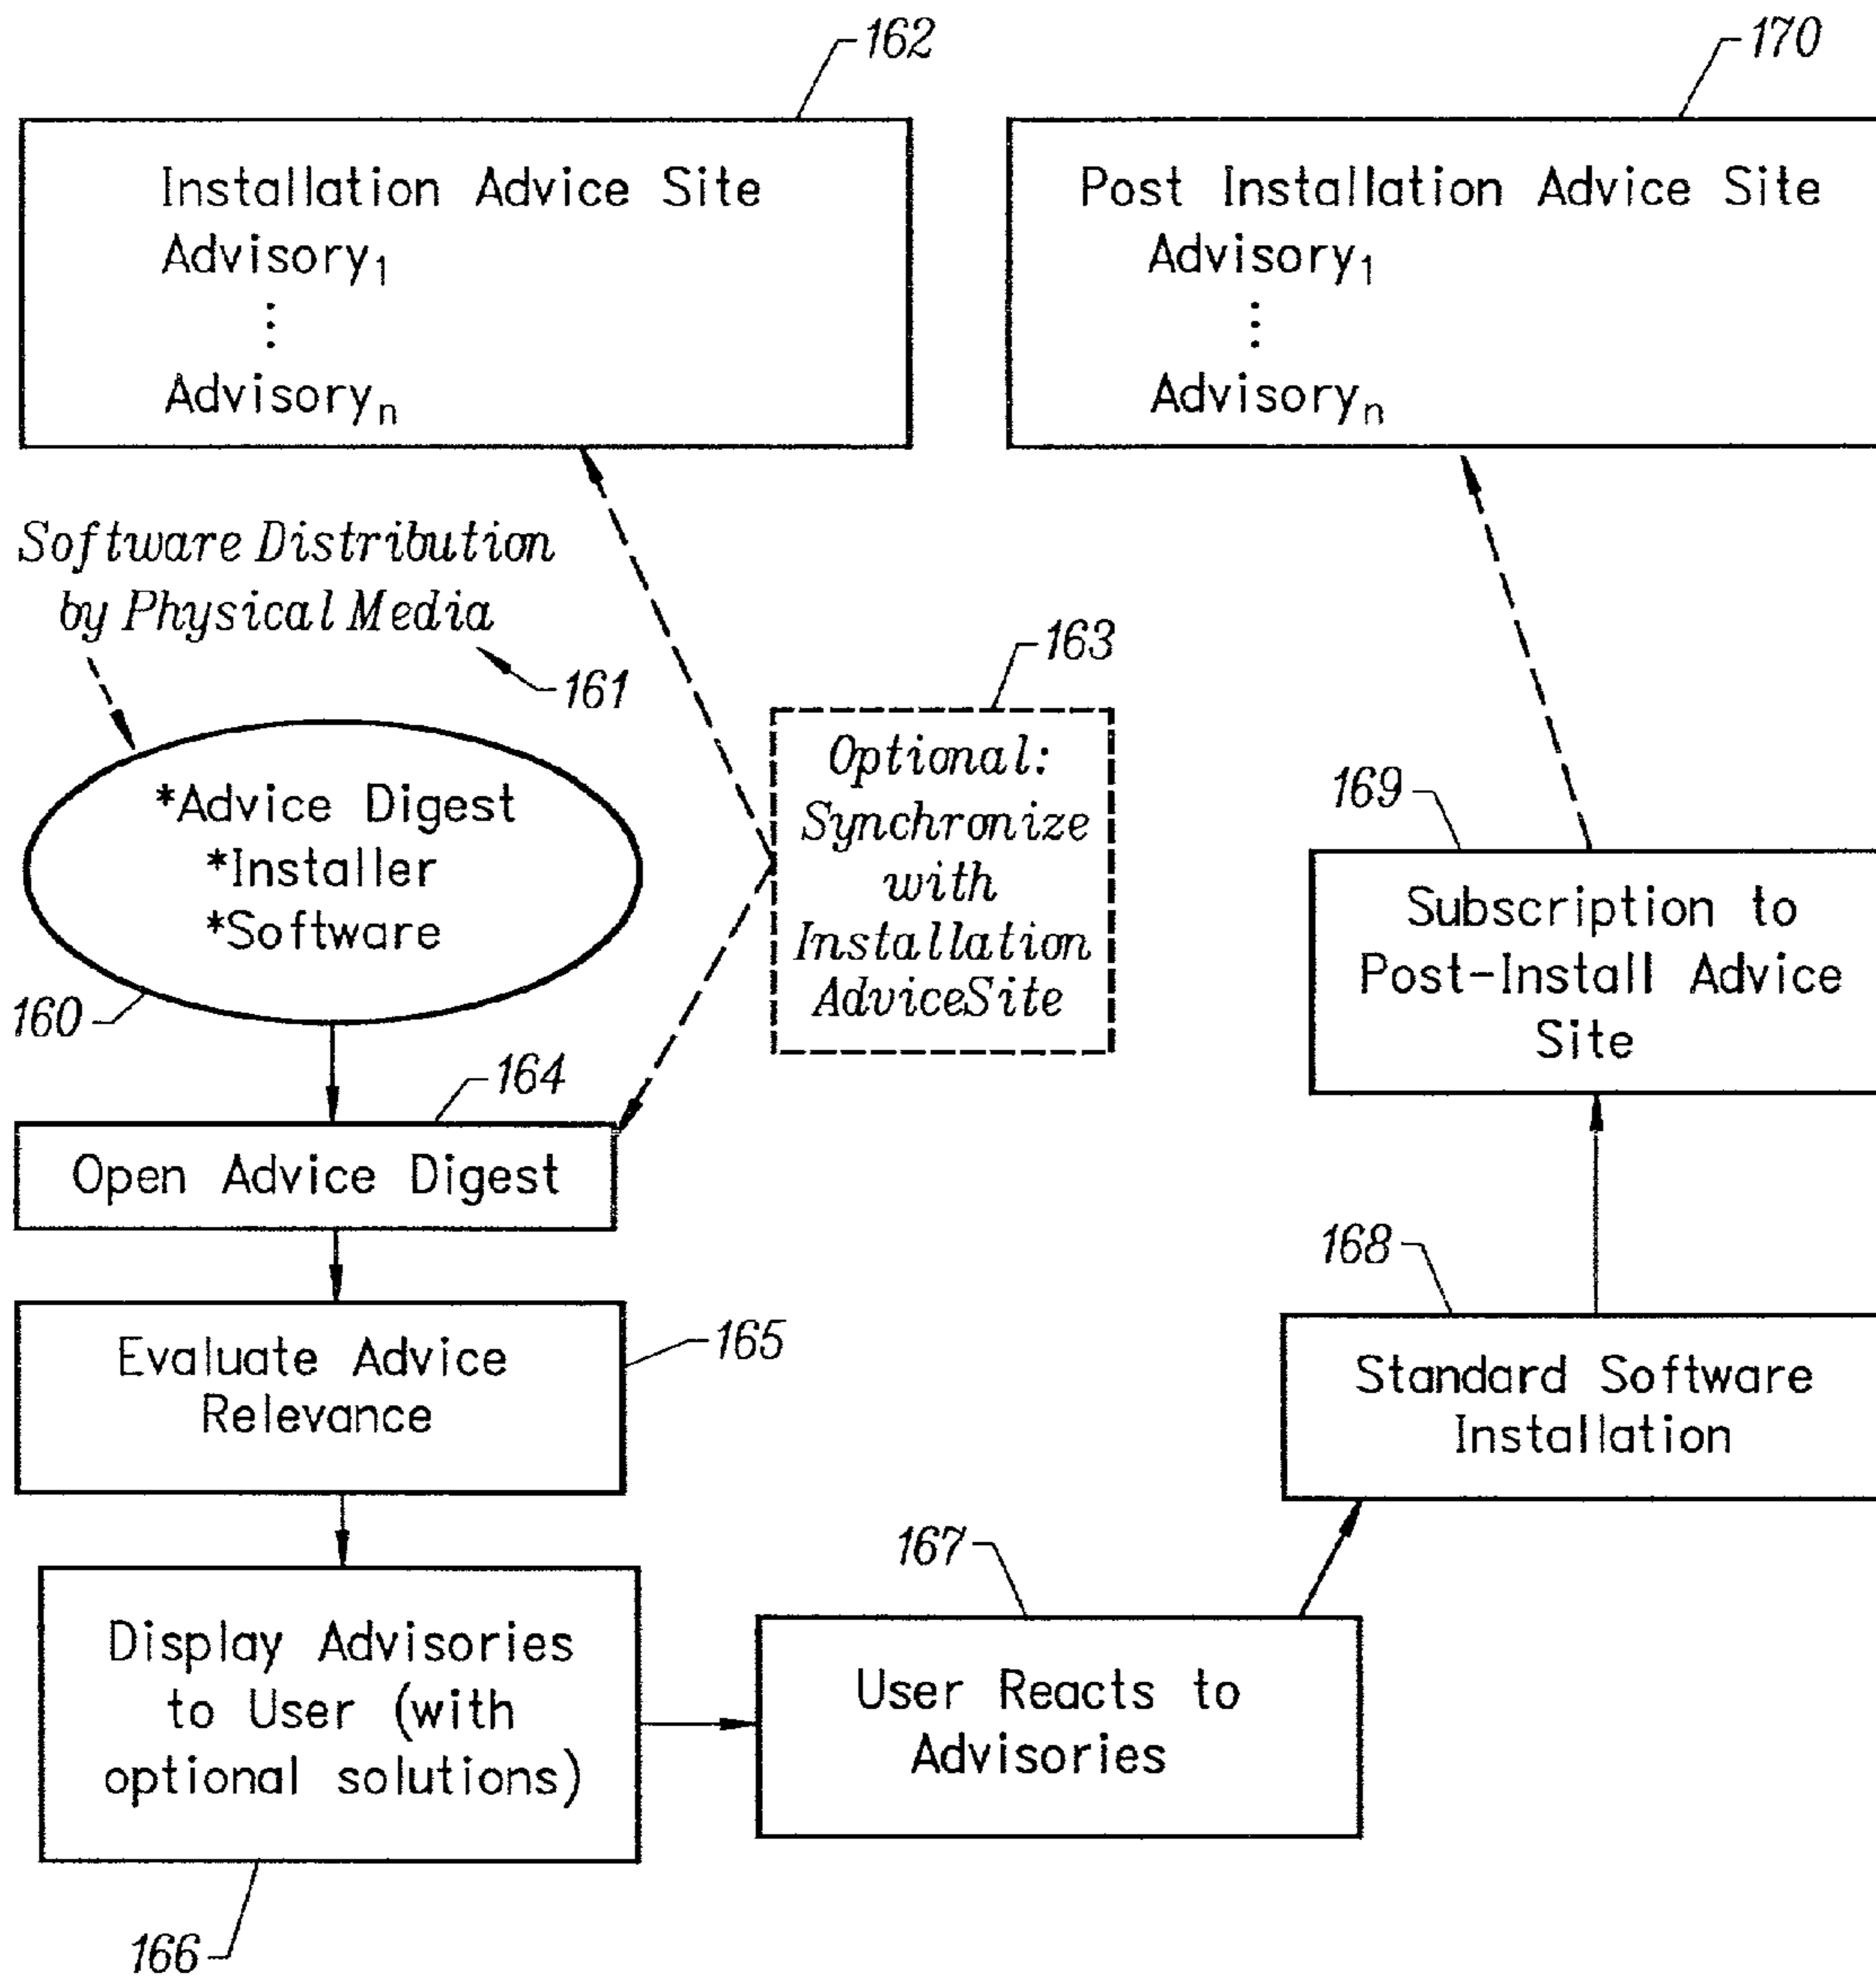 162
Installation Advice Site
Advisory1
⋮
Advisoryn
170
Post Installation Advice Site
Advisory1
⋮
Advisoryn
Software Distribution
by Physical Media
161
*Advice Digest
*Installer
*Software
160
163
Optional:
Synchronize
with
Installation
AdviceSite
164
Open Advice Digest
165
Evaluate Advice
Relevance
Display Advisories
to User (with
optional solutions)
166
167
User Reacts to
Advisories
168
Standard Software
Installation
169
Subscription to
Post-Install Advice
Site